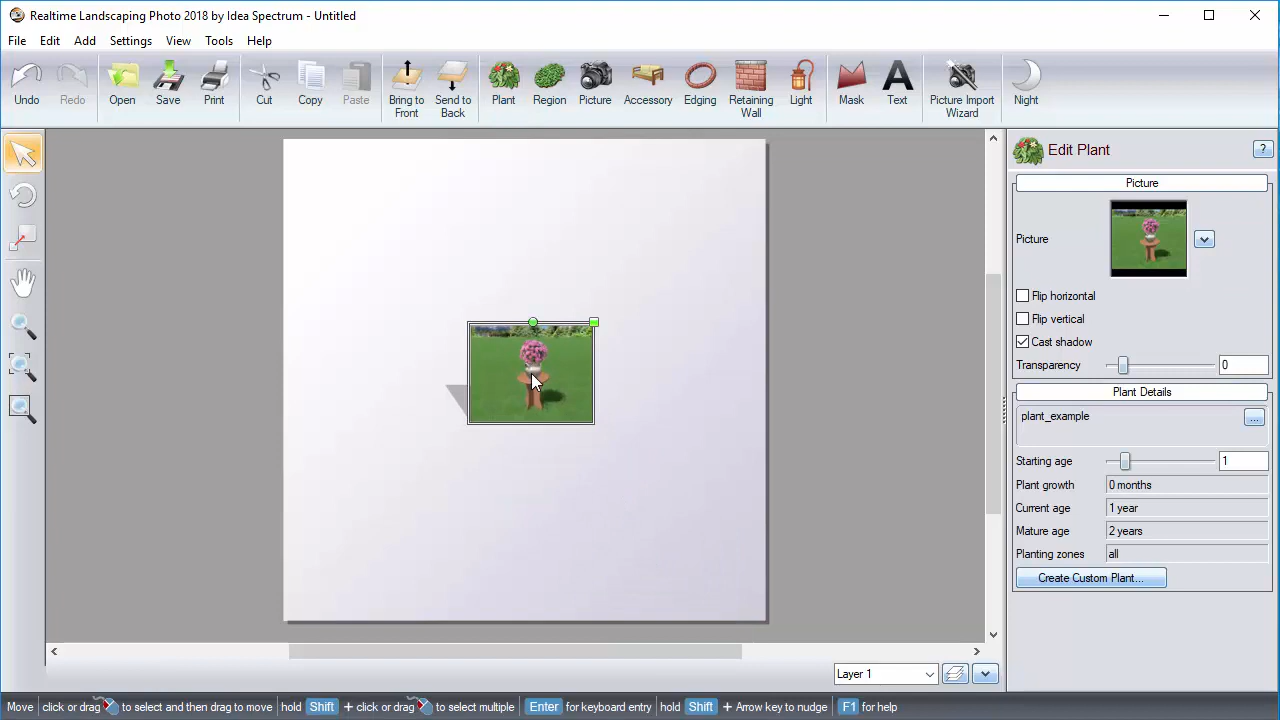 Realtime Landscaping Photo 2018 by Idea Spectrum - Untitled
File Edit Add Settings View Tools Help
Undo Redo Open Save Print Cut Copy Paste Bring to Front Send to Back Plant Region Picture Accessory Edging Retaining Wall Light Mask Text Picture Import Wizard Night
Edit Plant ?
Picture
Picture
Flip horizontal
Flip vertical
Cast shadow
Transparency 0
Plant Details
plant_example ...
Starting age 1
Plant growth 0 months
Current age 1 year
Mature age 2 years
Planting zones all
Create Custom Plant...
Layer 1
Move click or drag to select and then drag to move hold Shift + click or drag to select multiple Enter for keyboard entry hold Shift + Arrow key to nudge F1 for help